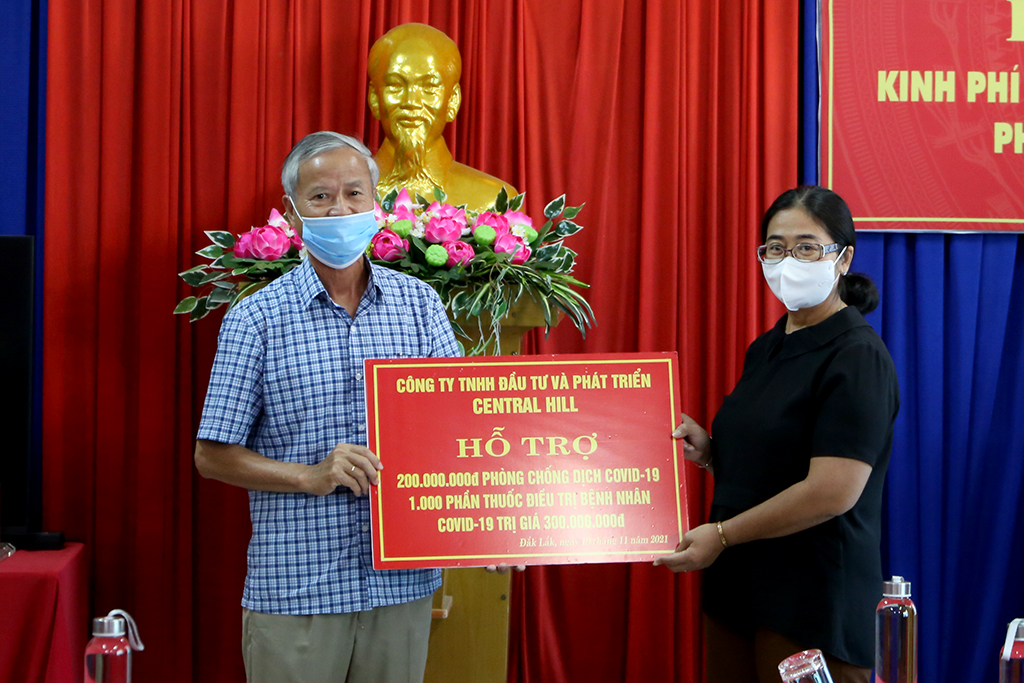 KINH PHÍ
PH
CÔNG TY TNHH ĐẦU TƯ VÀ PHÁT TRIỂN
CENTRAL HILL
HỖ TRỢ
200.000.000đ PHÒNG CHỐNG DỊCH COVID-19
1.000 PHẦN THUỐC ĐIỀU TRỊ BỆNH NHÂN
COVID-19 TRỊ GIÁ 300.000.000đ
Đắk Lắk, tháng 11 năm 2021